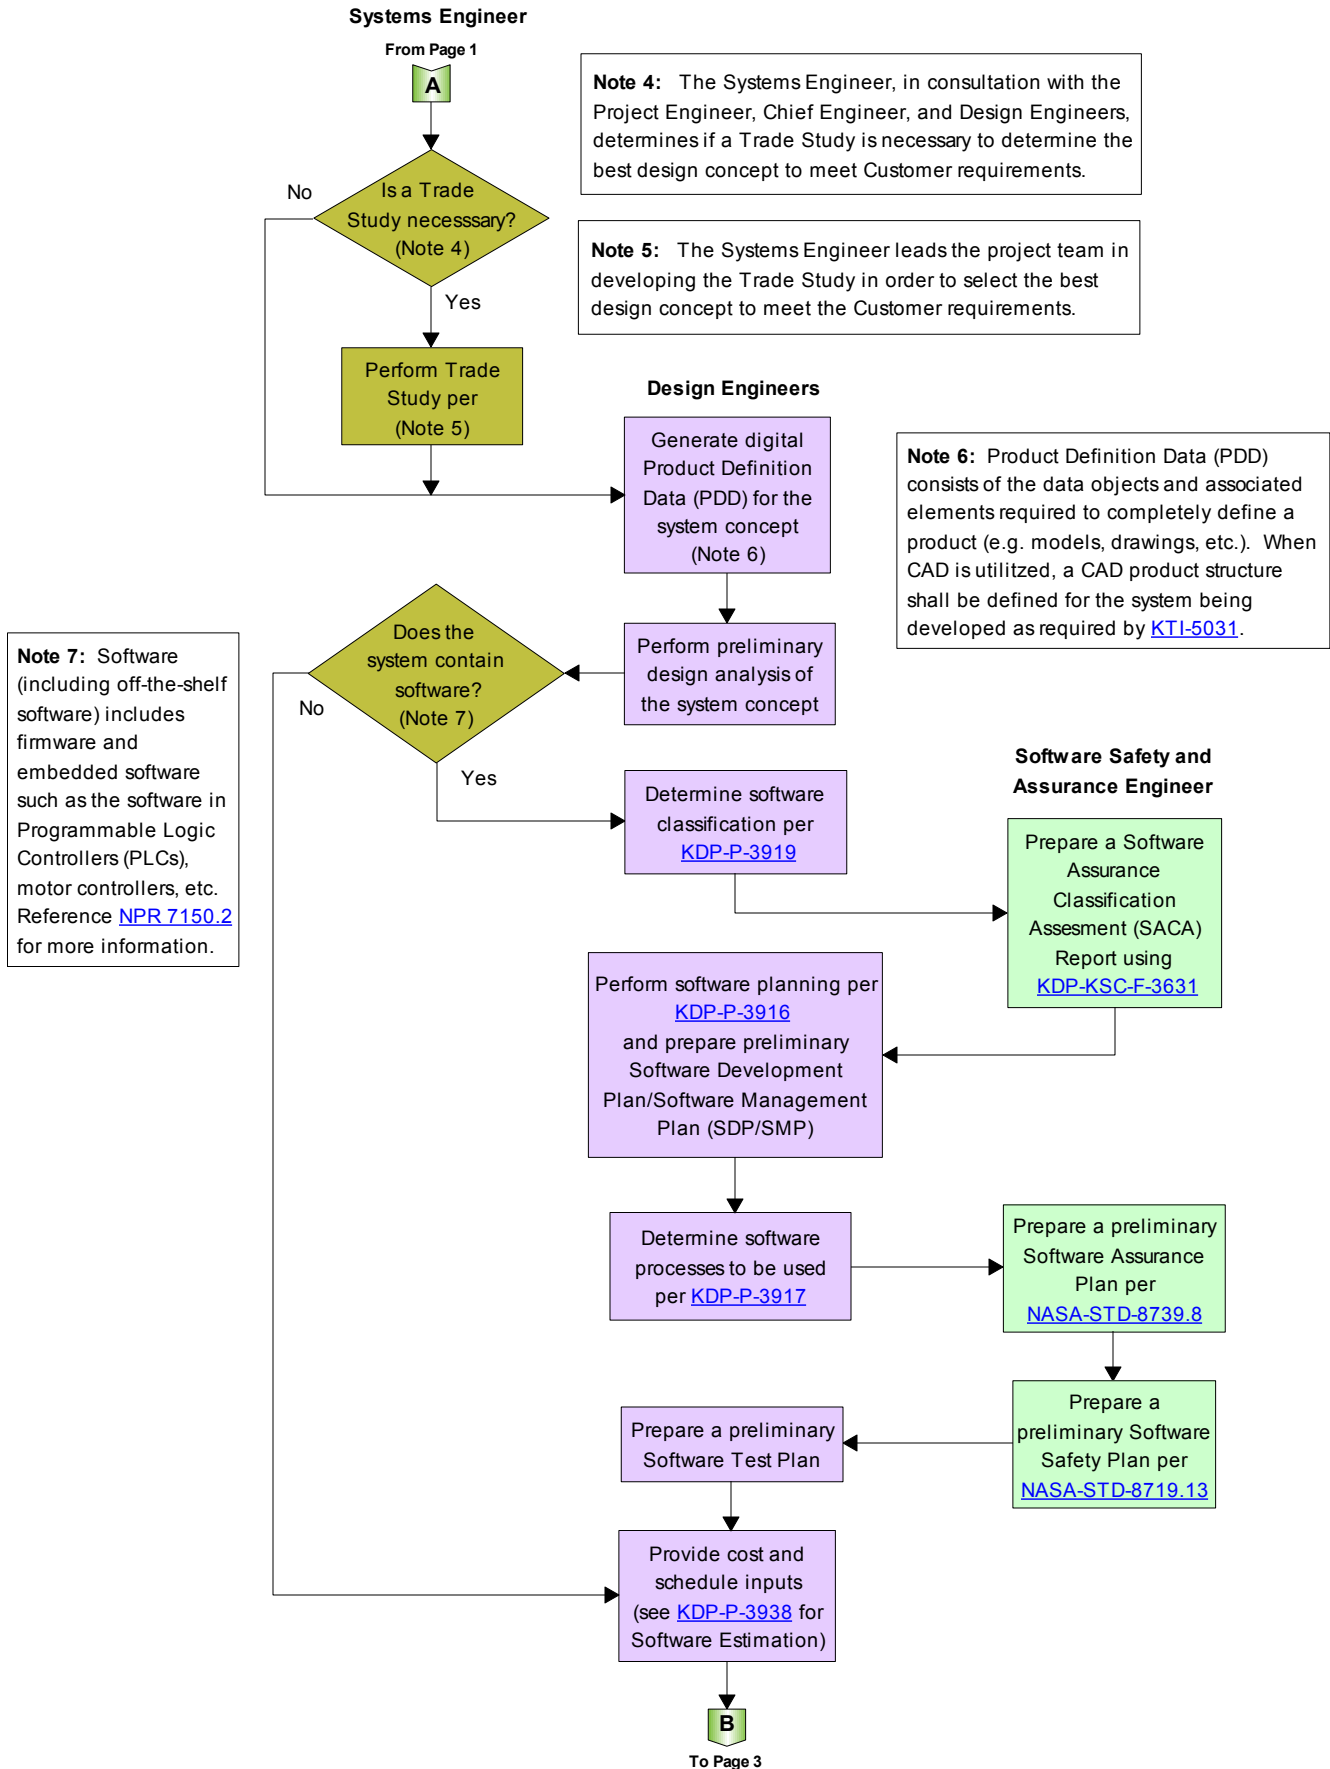 Systems Engineer
From Page 1
A
Note 4: The Systems Engineer, in consultation with the
Project Engineer, Chief Engineer, and Design Engineers,
determines if a Trade Study is necessary to determine the
best design concept to meet Customer requirements.
No
Is a Trade
Study necesssary?
(Note 4)
Note 5: The Systems Engineer leads the project team in
developing the Trade Study in order to select the best
design concept to meet the Customer requirements.
Yes
Perform Trade
Study per
(Note 5)
Design Engineers
Generate digital
Product Definition
Data (PDD) for the
system concept
(Note 6)
Note 6: Product Definition Data (PDD)
consists of the data objects and associated
elements required to completely define a
product (e.g. models, drawings, etc.). When
CAD is utilitzed, a CAD product structure
shall be defined for the system being
developed as required by KTI-5031.
Does the
system contain
software?
(Note 7)
Perform preliminary
design analysis of
the system concept
Note 7: Software
(including off-the-shelf
software) includes
firmware and
embedded software
such as the software in
Programmable Logic
Controllers (PLCs),
motor controllers, etc.
Reference NPR 7150.2
for more information.
No
Yes
Software Safety and
Assurance Engineer
Determine software
classification per
KDP-P-3919
Prepare a Software
Assurance
Classification
Assesment (SACA)
Report using
KDP-KSC-F-3631
Perform software planning per
KDP-P-3916
and prepare preliminary
Software Development
Plan/Software Management
Plan (SDP/SMP)
Determine software
processes to be used
per KDP-P-3917
Prepare a preliminary
Software Assurance
Plan per
NASA-STD-8739.8
Prepare a
preliminary Software
Safety Plan per
NASA-STD-8719.13
Prepare a preliminary
Software Test Plan
Provide cost and
schedule inputs
(see KDP-P-3938 for
Software Estimation)
B
To Page 3